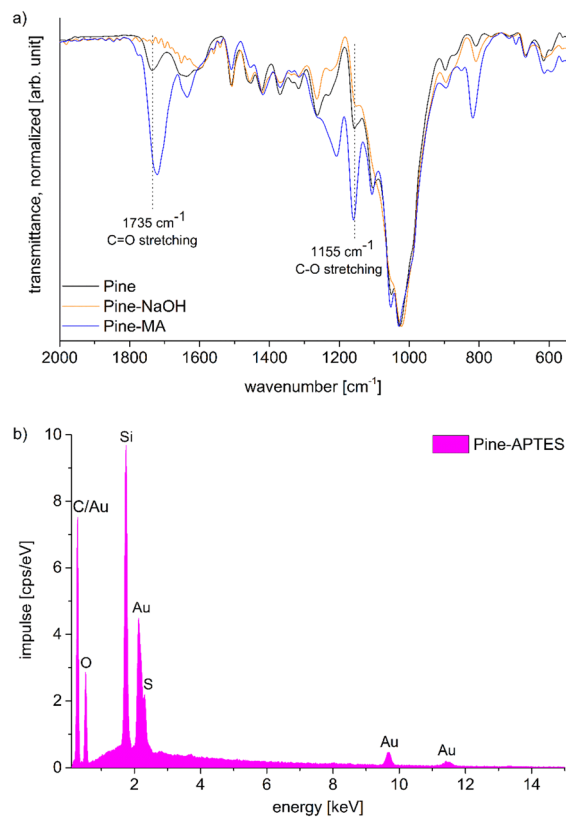 a)
transmittance, normalized [arb. unit]
1735 cm⁻¹
C=O stretching
1155 cm⁻¹
C-O stretching
Pine
Pine-NaOH
Pine-MA
2000 1800 1600 1400 1200 1000 800 600
wavenumber [cm⁻¹]
b)
impulse [cps/eV]
10
8
6
4
2
0
Si
Pine-APTES
C/Au
Au
O
S
Au
Au
0 2 4 6 8 10 12 14
energy [keV]